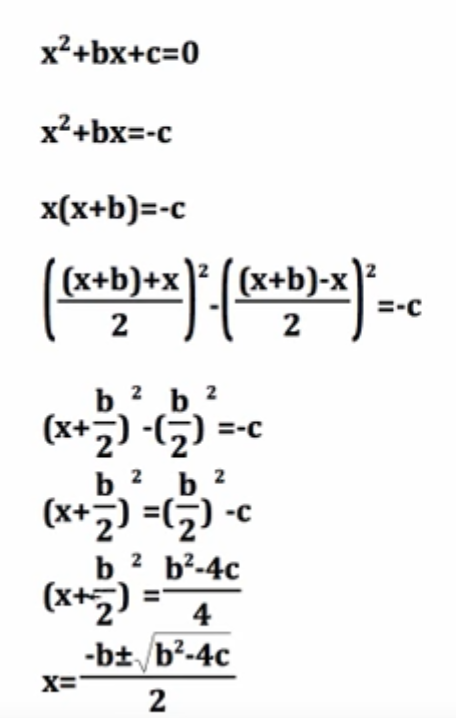 x²+bx+c=0
x²+bx=-c
x(x+b)=-c
(((x+b)+x)/2)²-(((x+b)-x)/2)²=-c
(x+b/2)²-(b/2)²=-c
(x+b/2)²=(b/2)²-c
(x+b/2)²=(b²-4c)/4
x=(-b±√(b²-4c))/2